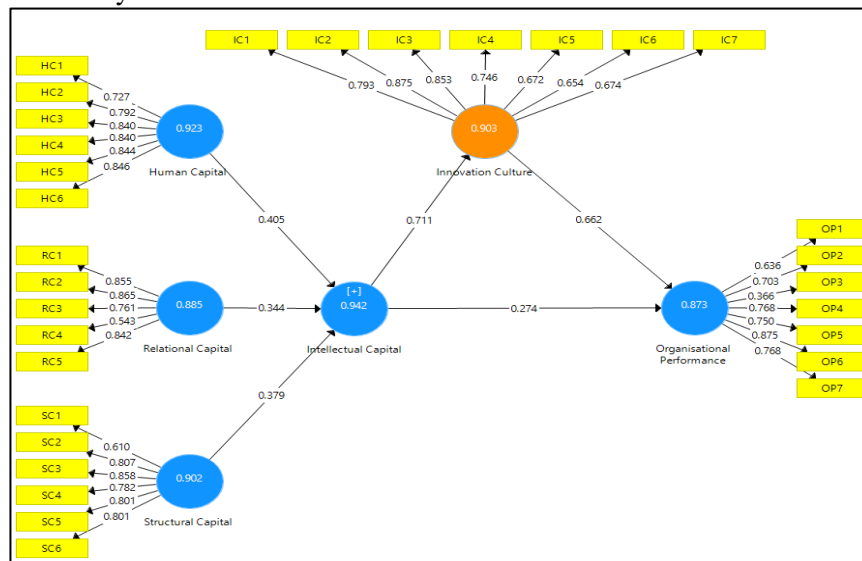 IC1 IC2 IC3 IC4 IC5 IC6 IC7
0.793 0.875 0.853 0.746 0.672 0.654 0.674
0.903
Innovation Culture
HC1
HC2
HC3
HC4
HC5
HC6
0.727
0.792
0.840
0.840
0.844
0.846
0.923
Human Capital
0.405
0.711
0.662
RC1
RC2
RC3
RC4
RC5
0.855
0.865
0.761
0.543
0.842
0.885
Relational Capital
0.344
[+]
0.942
Intellectual Capital
0.274
0.873
Organisational
Performance
0.636
0.703
0.366
0.768
0.750
0.875
0.768
OP1
OP2
OP3
OP4
OP5
OP6
OP7
0.379
SC1
SC2
SC3
SC4
SC5
SC6
0.610
0.807
0.858
0.782
0.801
0.801
0.902
Structural Capital